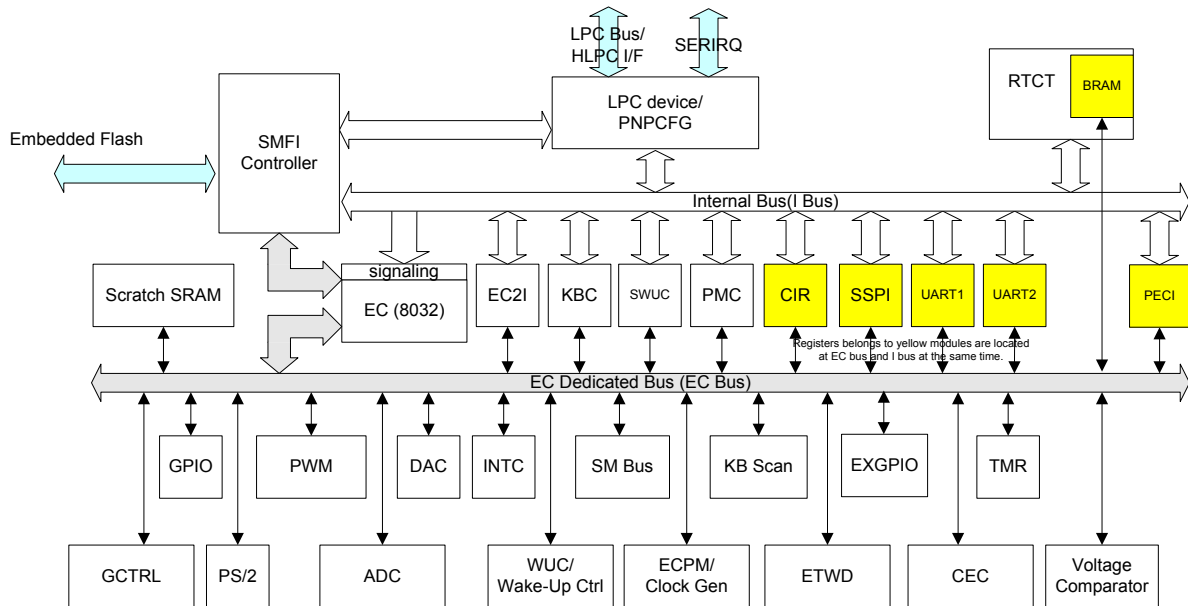 LPC Bus/
HLPC I/F
SERIRQ
RTCT
BRAM
LPC device/
PNPCFG
SMFI
Controller
Embedded Flash
Internal Bus(I Bus)
signaling
EC (8032)
Scratch SRAM
EC2I
KBC
SWUC
PMC
CIR
SSPI
UART1
UART2
PECI
Registers belongs to yellow modules are located
at EC bus and I bus at the same time.
EC Dedicated Bus (EC Bus)
GPIO
PWM
DAC
INTC
SM Bus
KB Scan
EXGPIO
TMR
GCTRL
PS/2
ADC
WUC/
Wake-Up Ctrl
ECPM/
Clock Gen
ETWD
CEC
Voltage
Comparator